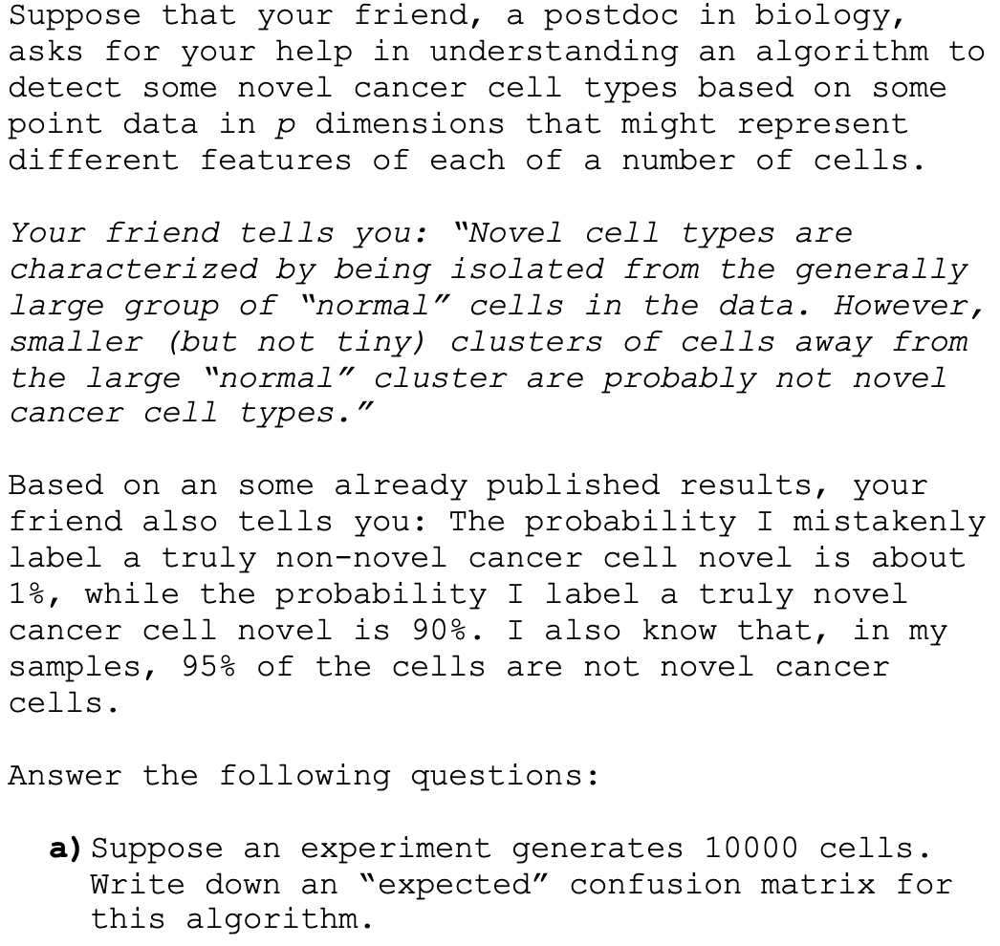 Suppose that your friend, a postdoc in biology,
asks for your help in understanding an algorithm to
detect some novel cancer cell types based on some
point data in p dimensions that might represent
different features of each of a number of cells.
Your friend tells you: “Novel cell types are
characterized by being isolated from the generally
large group of “normal” cells in the data. However,
smaller (but not tiny) clusters of cells away from
the large “normal” cluster are probably not novel
cancer cell types.”
Based on an some already published results, your
friend also tells you: The probability I mistakenly
label a truly non-novel cancer cell novel is about
1%, while the probability I label a truly novel
cancer cell novel is 90%. I also know that, in my
samples, 95% of the cells are not novel cancer
cells.
Answer the following questions:
a) Suppose an experiment generates 10000 cells.
Write down an “expected” confusion matrix for
this algorithm.